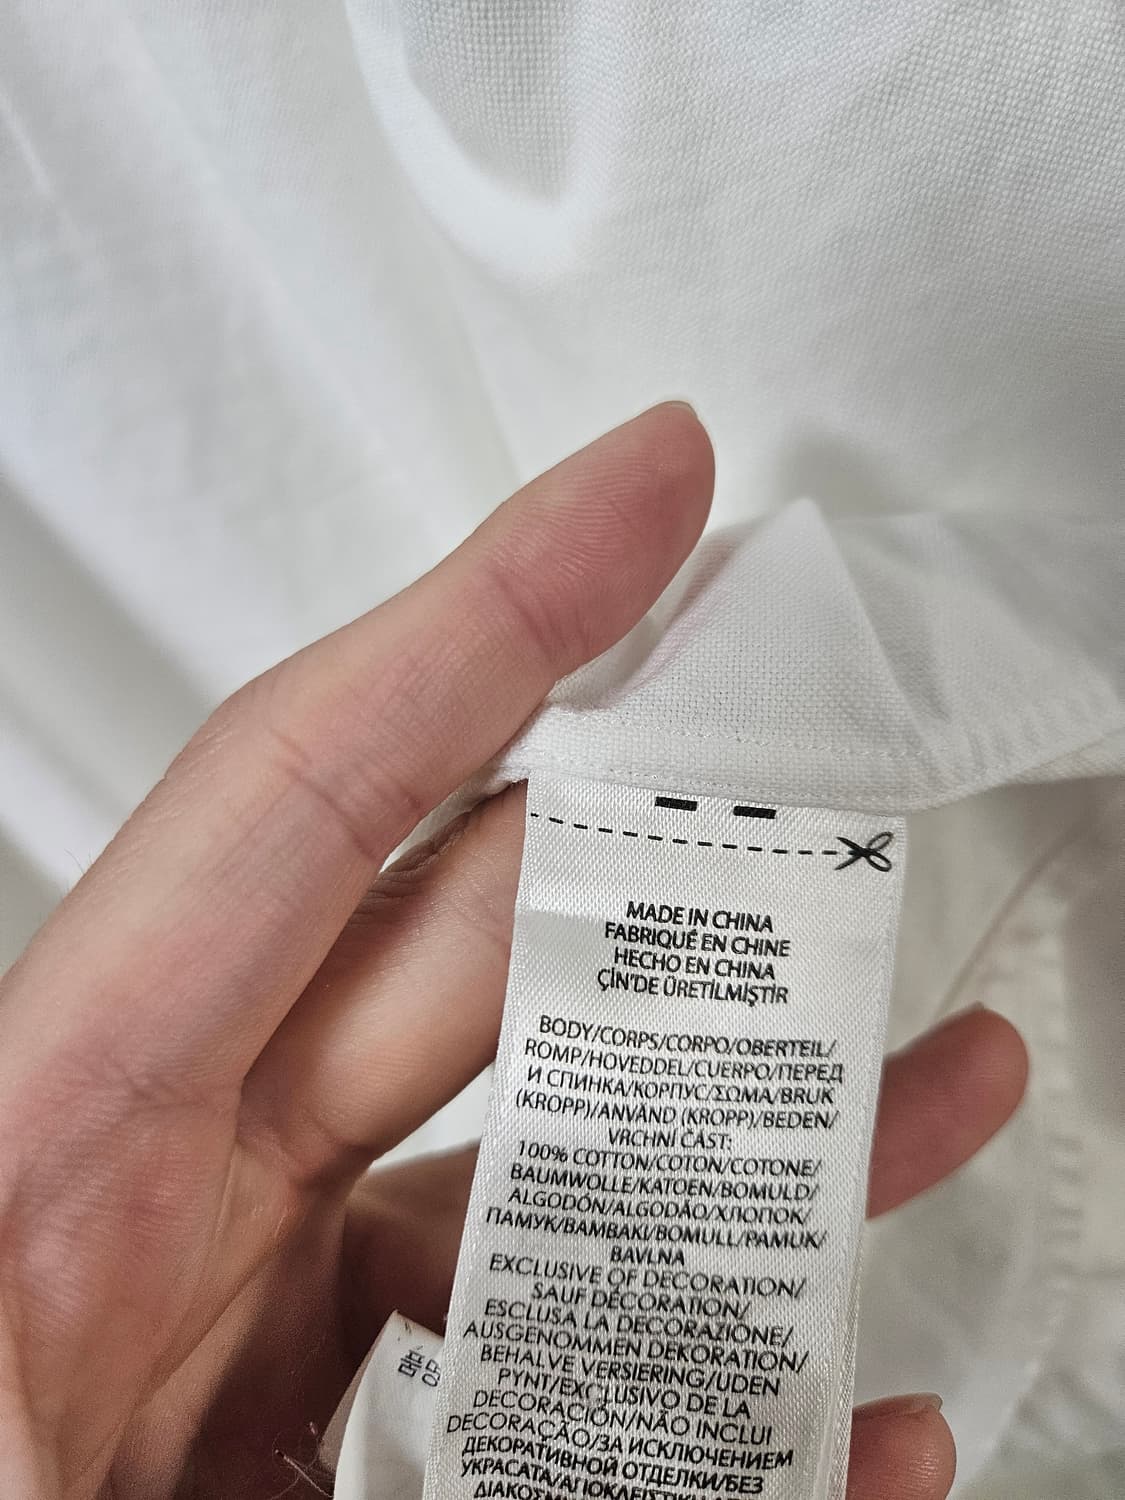 MADE IN CHINA
FABRIQUÉ EN CHINE
HECHO EN CHINA
ÇİN'DE ÜRETİLMİŞTİR
BODY/CORPS/CORPO/OBERTEIL/
ROMP/HOVEDDEL/CUERPO/ПЕРЕД
И СПИНКА/КОРПУС/ΣΩΜΑ/BRUK
(KROPP)/ANVÄND (KROPP)/BEDEN/
VRCHNÍ ČÁST:
100% COTTON/COTON/COTONE/
BAUMWOLLE/KATOEN/BOMULD/
ALGODÓN/ALGODÃO/ХЛОПОК/
ПАМУК/ΒΑΜΒΑΚΙ/BOMULL/PAMUK/
BAVLNA
EXCLUSIVE OF DECORATION/
SAUF DÉCORATION/
ESCLUSA LA DECORAZIONE/
AUSGENOMMEN DEKORATION/
BEHALVE VERSIERING/UDEN
PYNT/EXCLUSIVO DE LA
DECORACIÓN/NÃO INCLUI
DECORAÇÃO/ЗА ИСКЛЮЧЕНИЕМ
ДЕКОРАТИВНОЙ ОТДЕЛКИ/БЕЗ